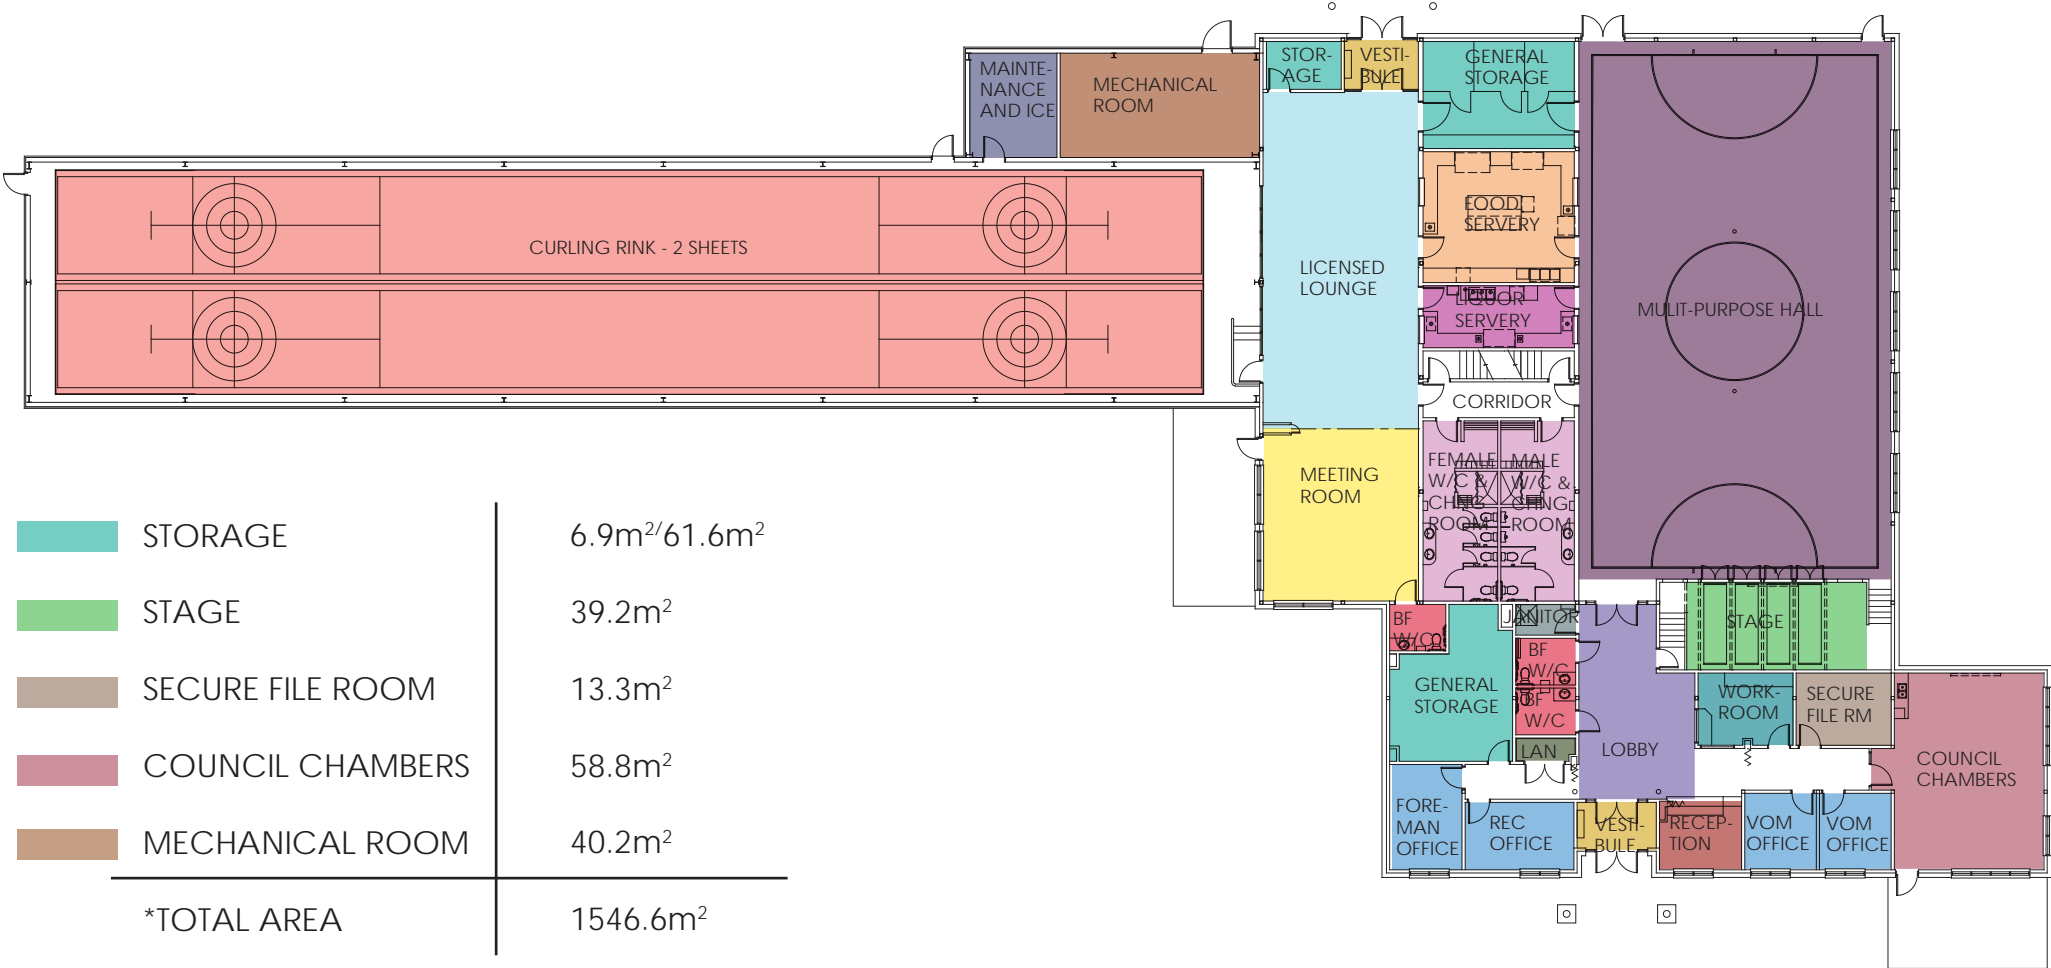 STOR-
AGE
VESTI-
BULE
GENERAL
STORAGE
MAINTE-
NANCE
AND ICE
MECHANICAL
ROOM
FOOD
SERVERY
CURLING RINK - 2 SHEETS
LICENSED
LOUNGE
LIQUOR
SERVERY
MULIT-PURPOSE HALL
CORRIDOR
MEETING
ROOM
FEMALE
W/C &
CHNG
ROOM
MALE
W/C &
CHNG
ROOM
BF
W/C
JANITOR
STAGE
BF
W/C
GENERAL
STORAGE
BF
W/C
WORK-
ROOM
SECURE
FILE RM
LAN
LOBBY
COUNCIL
CHAMBERS
FORE-
MAN
OFFICE
REC
OFFICE
VESTI-
BULE
RECEP-
TION
VOM
OFFICE
VOM
OFFICE
STORAGE 6.9m²/61.6m²
STAGE 39.2m²
SECURE FILE ROOM 13.3m²
COUNCIL CHAMBERS 58.8m²
MECHANICAL ROOM 40.2m²
*TOTAL AREA 1546.6m²